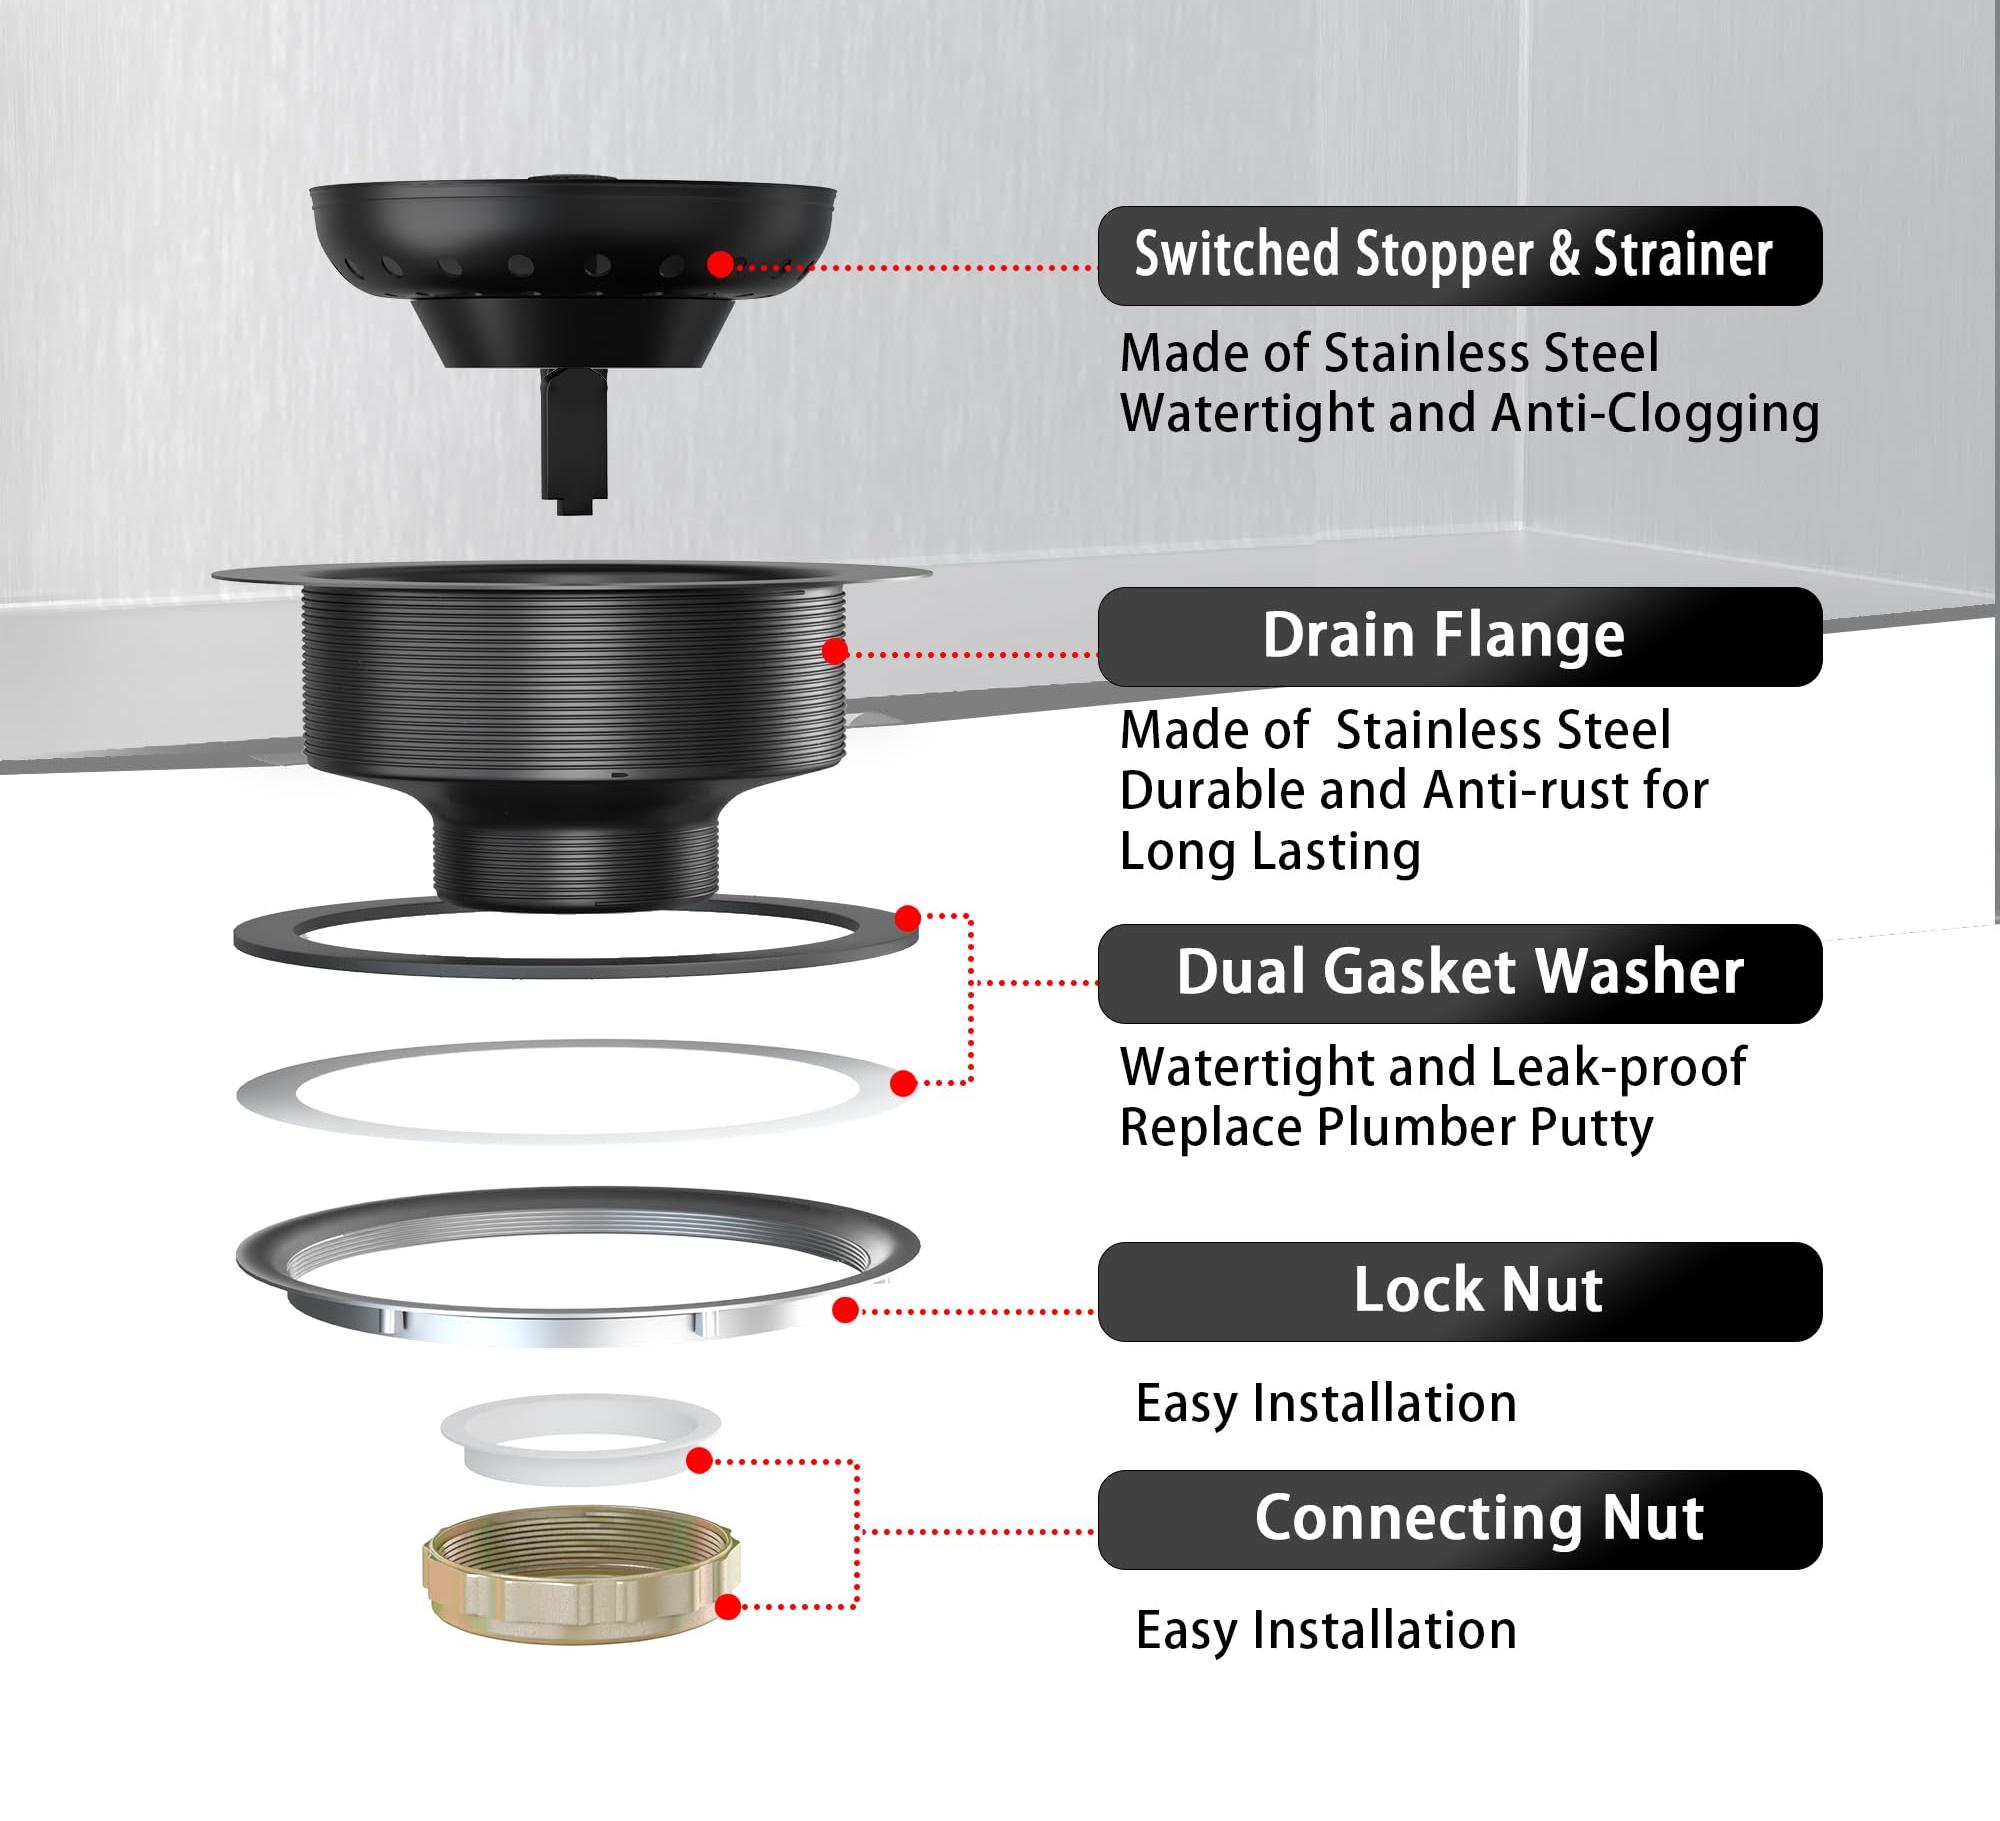 Switched Stopper & Strainer
Made of Stainless Steel
Watertight and Anti-Clogging
Drain Flange
Made of  Stainless Steel
Durable and Anti-rust for
Long Lasting
Dual Gasket Washer
Watertight and Leak-proof
Replace Plumber Putty
Lock Nut
Easy Installation
Connecting Nut
Easy Installation